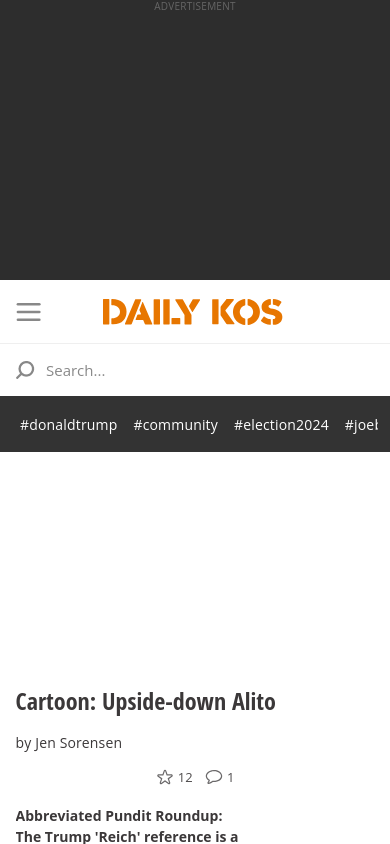 ADVERTISEMENT
DAILY KOS
Search...
#donaldtrump #community #election2024 #joeb
Cartoon: Upside-down Alito
by Jen Sorensen
12 1
Abbreviated Pundit Roundup:
The Trump 'Reich' reference is a